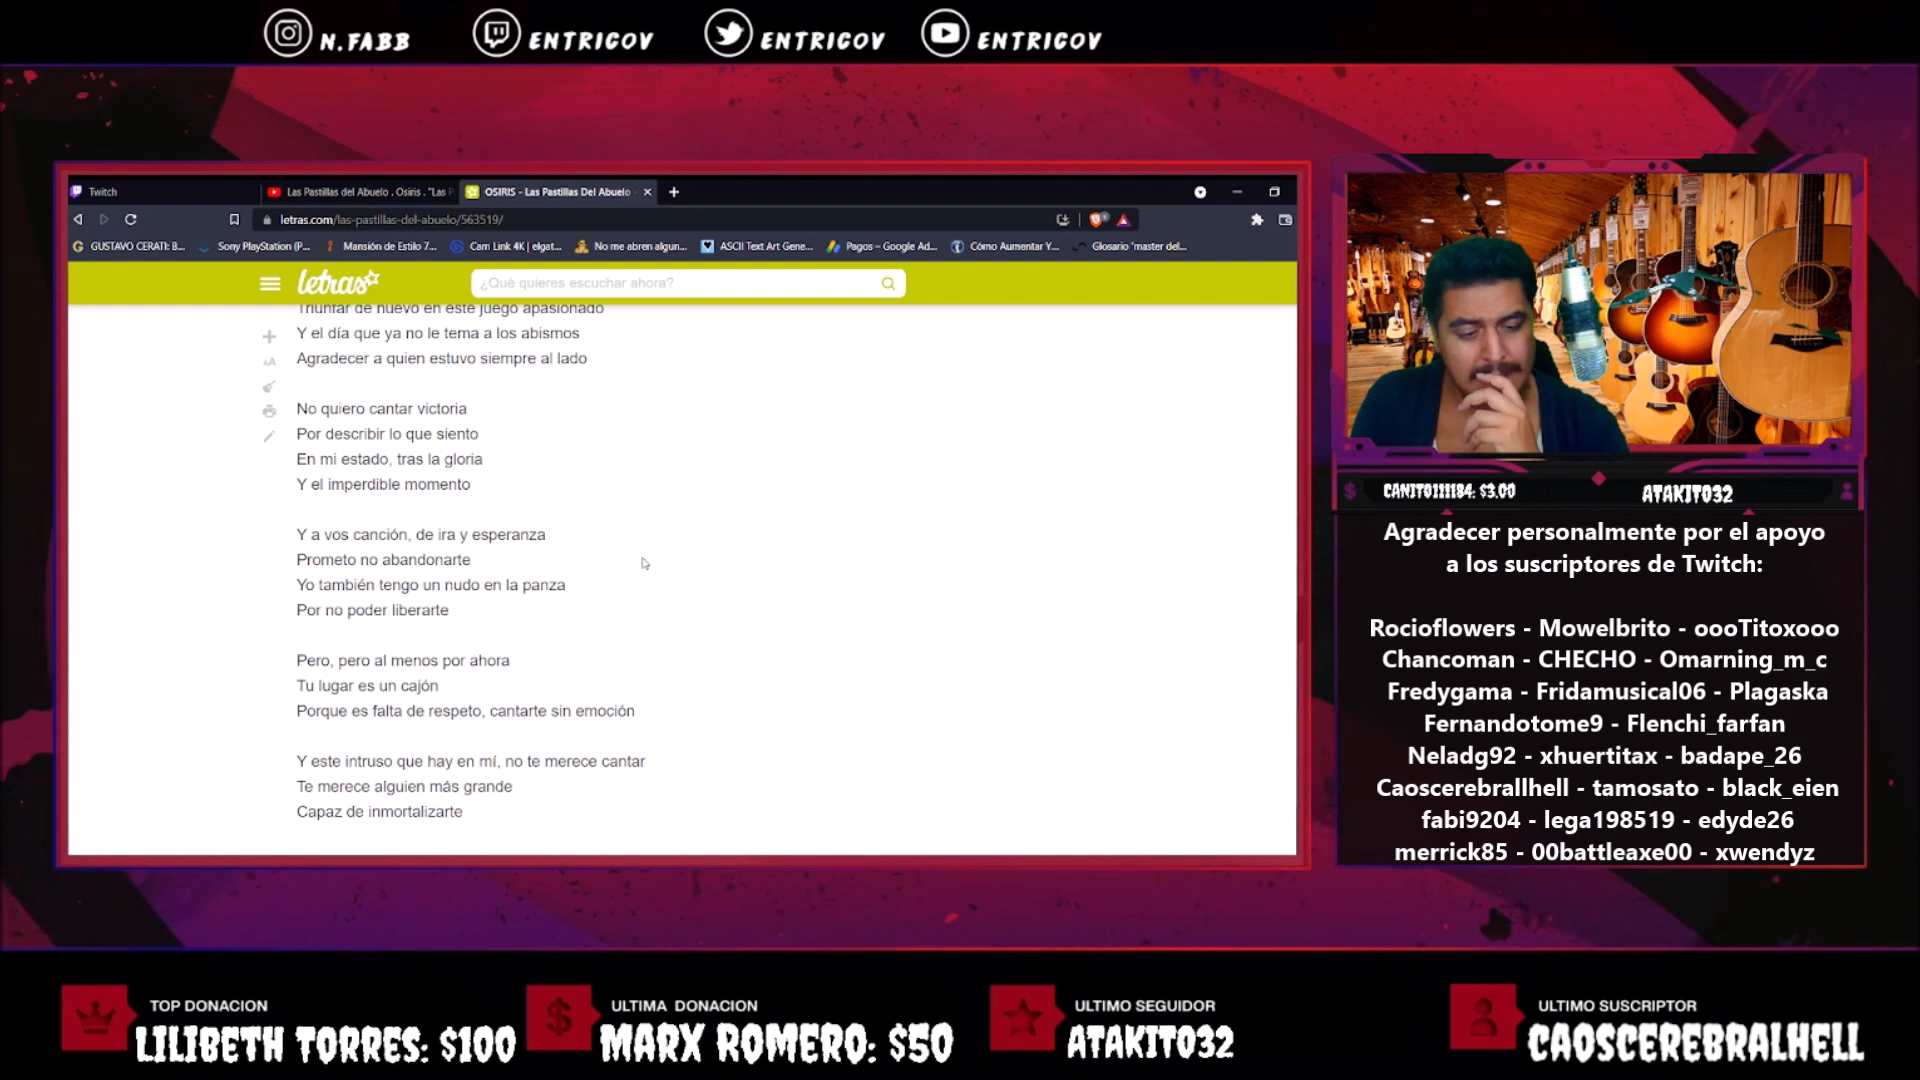 N.FABB
ENTRIGOV
ENTRIGOV
ENTRIGOV
Twitch
Las Pastillas del Abuelo . Osiris . "Las P
OSIRIS - Las Pastillas Del Abuelo
letras.com/las-pastillas-del-abuelo/563519/
GUSTAVO CERATI: B...
Sony PlayStation (P...
Mansión de Estilo 7...
Cam Link 4K | elgat...
No me abren algun...
ASCII Text Art Gene...
Pagos – Google Ad...
Cómo Aumentar Y...
Glosario "master del...
letras
¿Qué quieres escuchar ahora?
Triunfar de nuevo en este juego apasionado
Y el día que ya no le tema a los abismos
Agradecer a quien estuvo siempre al lado
No quiero cantar victoria
Por describir lo que siento
En mi estado, tras la gloria
Y el imperdible momento
Y a vos canción, de ira y esperanza
Prometo no abandonarte
Yo también tengo un nudo en la panza
Por no poder liberarte
Pero, pero al menos por ahora
Tu lugar es un cajón
Porque es falta de respeto, cantarte sin emoción
Y este intruso que hay en mí, no te merece cantar
Te merece alguien más grande
Capaz de inmortalizarte
CANITO111184: $3.00
ATAKITO32
Agradecer personalmente por el apoyo
a los suscriptores de Twitch:
Rocioflowers - Mowelbrito - oooTitoxooo
Chancoman - CHECHO - Omarning_m_c
Fredygama - Fridamusical06 - Plagaska
Fernandotome9 - Flenchi_farfan
Neladg92 - xhuertitax - badape_26
Caoscerebrallhell - tamosato - black_eien
fabi9204 - lega198519 - edyde26
merrick85 - 00battleaxe00 - xwendyz
TOP DONACION
LILIBETH TORRES: $100
ULTIMA DONACION
MARX ROMERO: $50
ULTIMO SEGUIDOR
ATAKITO32
ULTIMO SUSCRIPTOR
CAOSCEREBRALHELL